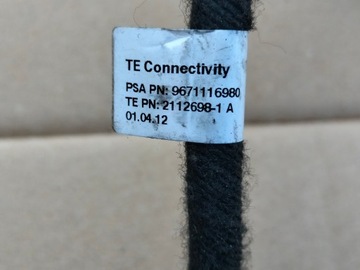 TE Connectivity
PSA PN: 9671116980
TE PN: 2112698-1 A
01.04.12